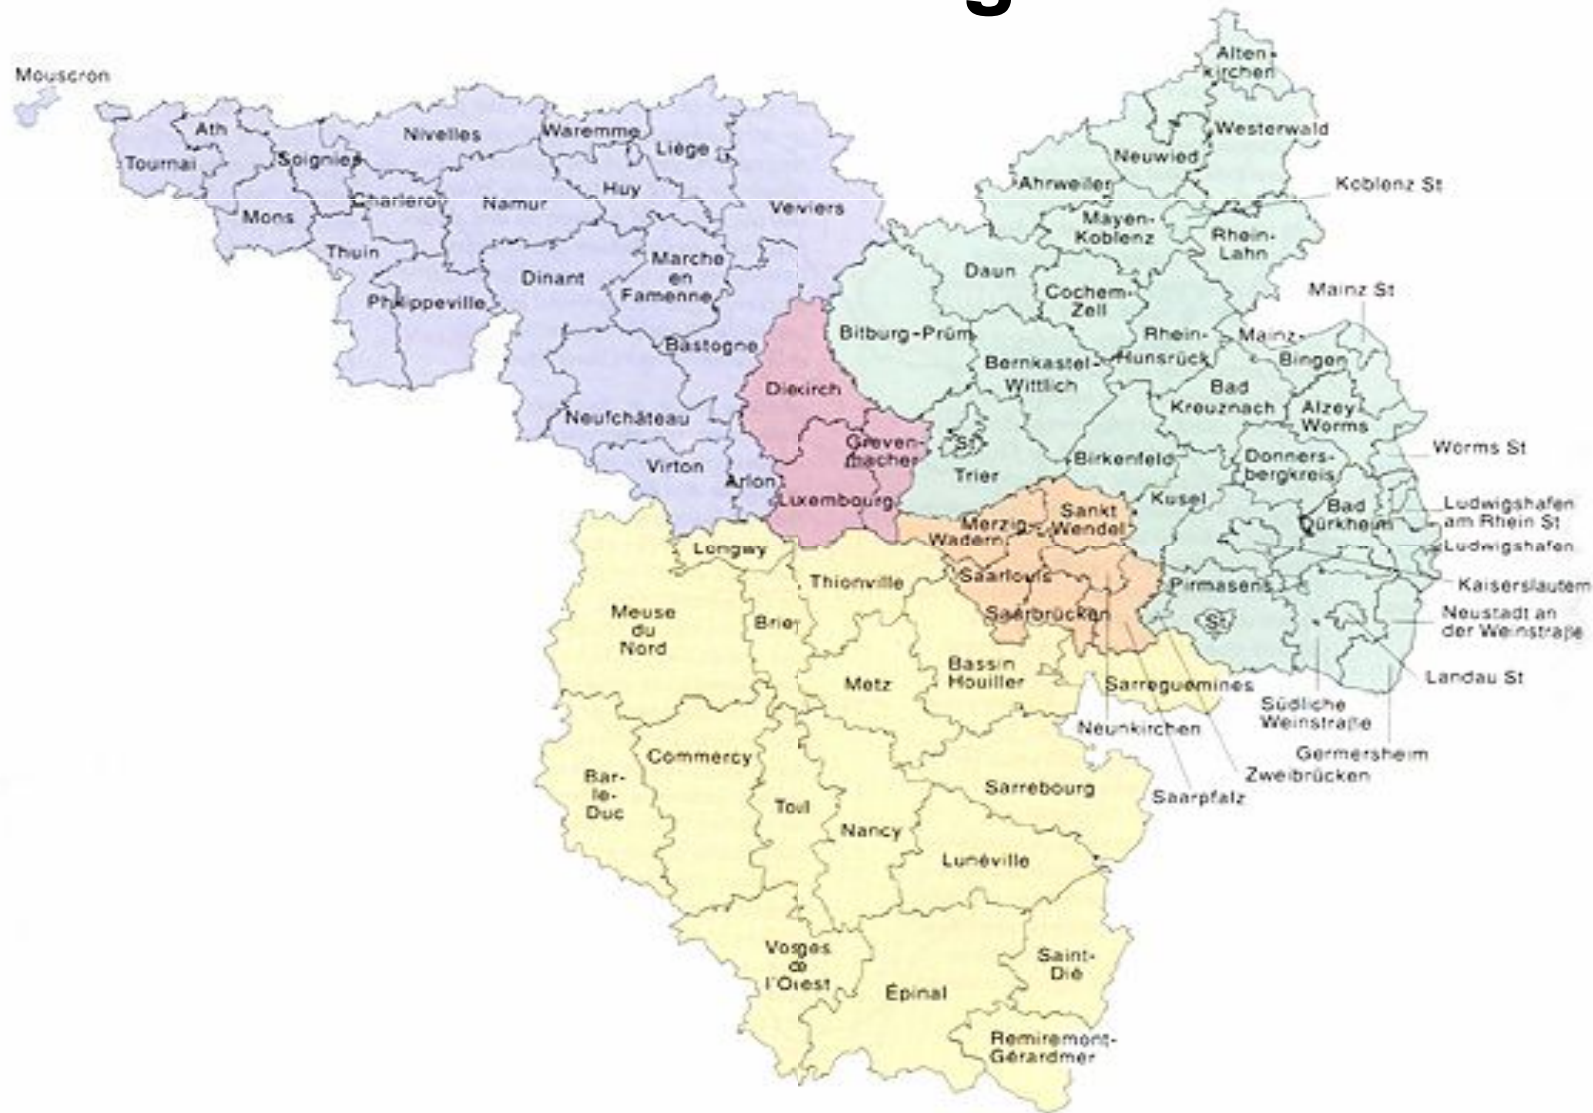 g
Mouscron
Alten-
kirchen
Ath
Nivelles
Waremme
Westerwald
Tournai
Soignies
Liège
Neuwied
Huy
Ahrweiler
Koblenz St
Charleroi
Namur
Mons
Verviers
Mayen-
Koblenz
Rhein-
Lahn
Thuin
Dinant
Marche
en
Famenne
Daun
Cochem-
Zell
Mainz St
Philippeville
Bitburg-Prüm
Rhein-
Hunsrück
Mainz-
Bingen
Bastogne
Bernkastel-
Wittlich
Diekirch
Bad
Kreuznach
Alzey-
Worms
Neufchâteau
Greven-
macher
St
Trier
Birkenfeld
Donners-
bergkreis
Worms St
Virton
Arlon
Luxembourg
Kusel
Bad
Dürkheim
Ludwigshafen
am Rhein St
Merzig-
Wadern
Sankt
Wendel
Ludwigshafen
Longwy
Thionville
Saarlouis
Pirmasens
Kaiserslautern
Meuse
du
Nord
Briey
Saarbrücken
St
Neustadt an
der Weinstraße
Metz
Bassin
Houiller
Sarreguemines
Landau St
Südliche
Weinstraße
Neunkirchen
Germersheim
Commercy
Zweibrücken
Bar-
le-
Duc
Sarrebourg
Saarpfalz
Toul
Nancy
Lunéville
Vosges
de
l'Ouest
Saint-
Dié
Épinal
Remiremont-
Gérardmer